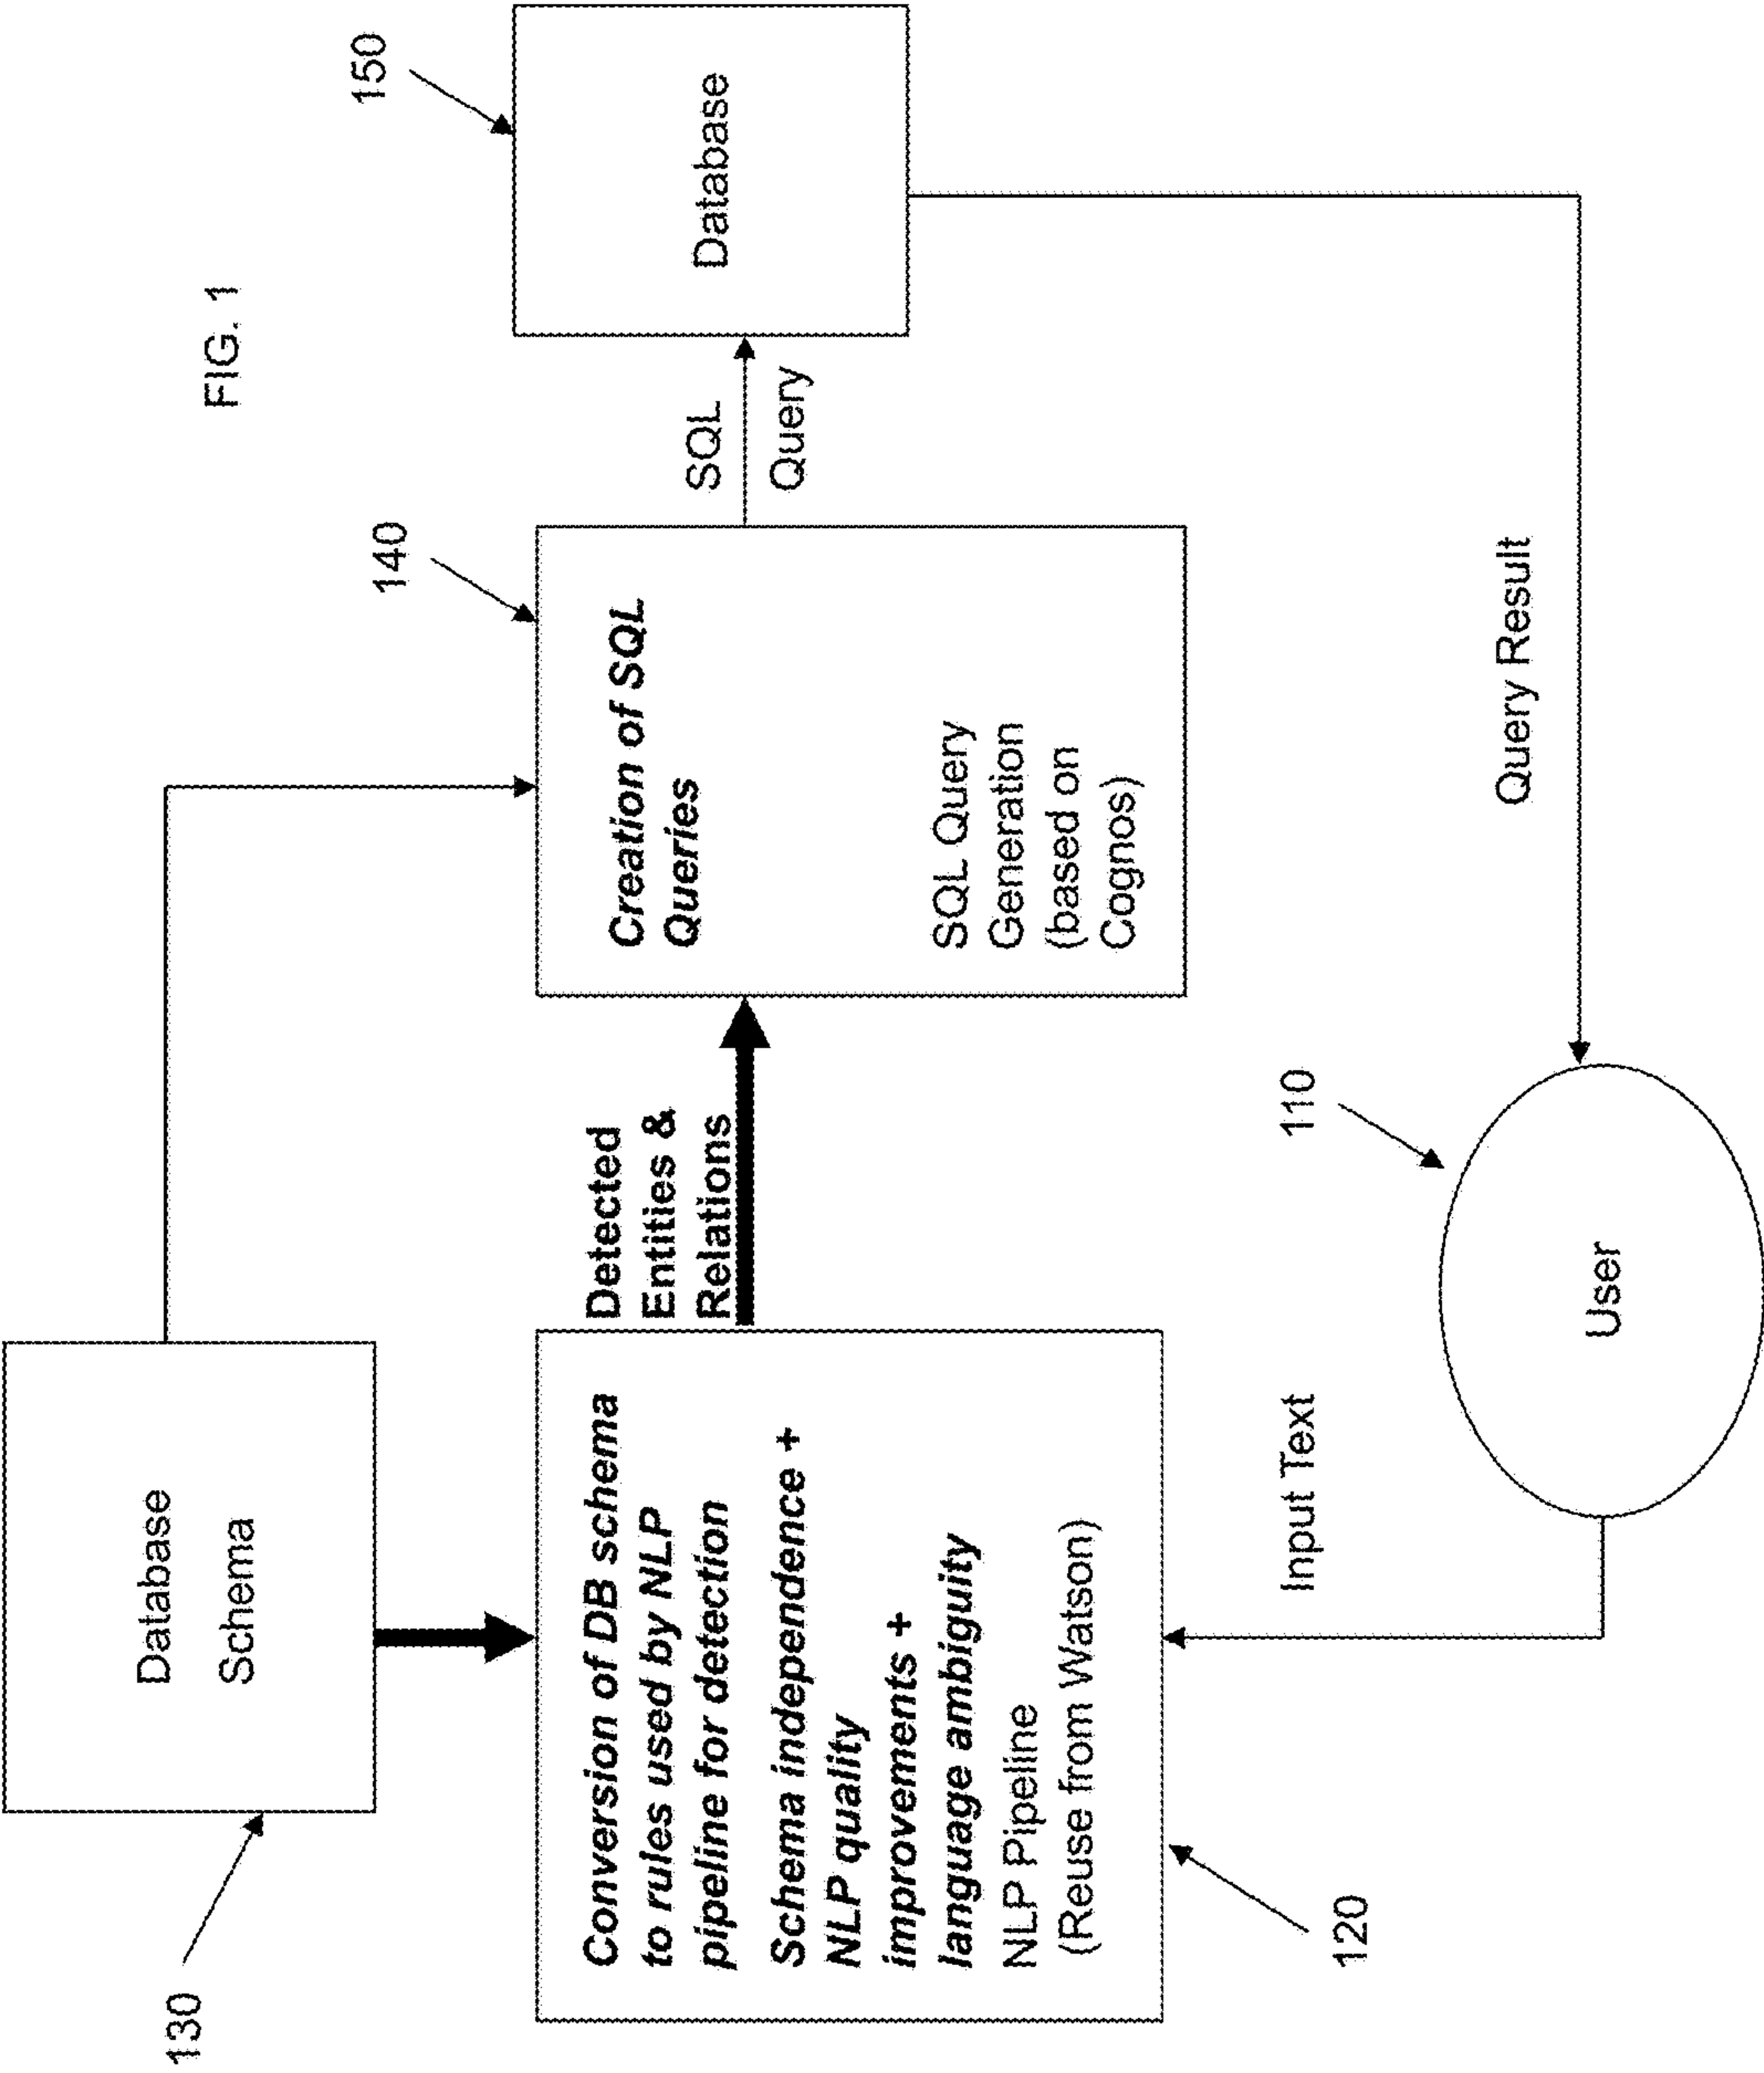 FIG. 1
130
Database
Schema
Conversion of DB schema
to rules used by NLP
pipeline for detection
Schema independence +
NLP quality
improvements +
language ambiguity
NLP Pipeline
(Reuse from Watson)
120
Detected
Entities &
Relations
140
Creation of SQL
Queries
SQL Query
Generation
(based on
Cognos)
SQL
Query
150
Database
Input Text
110
User
Query Result